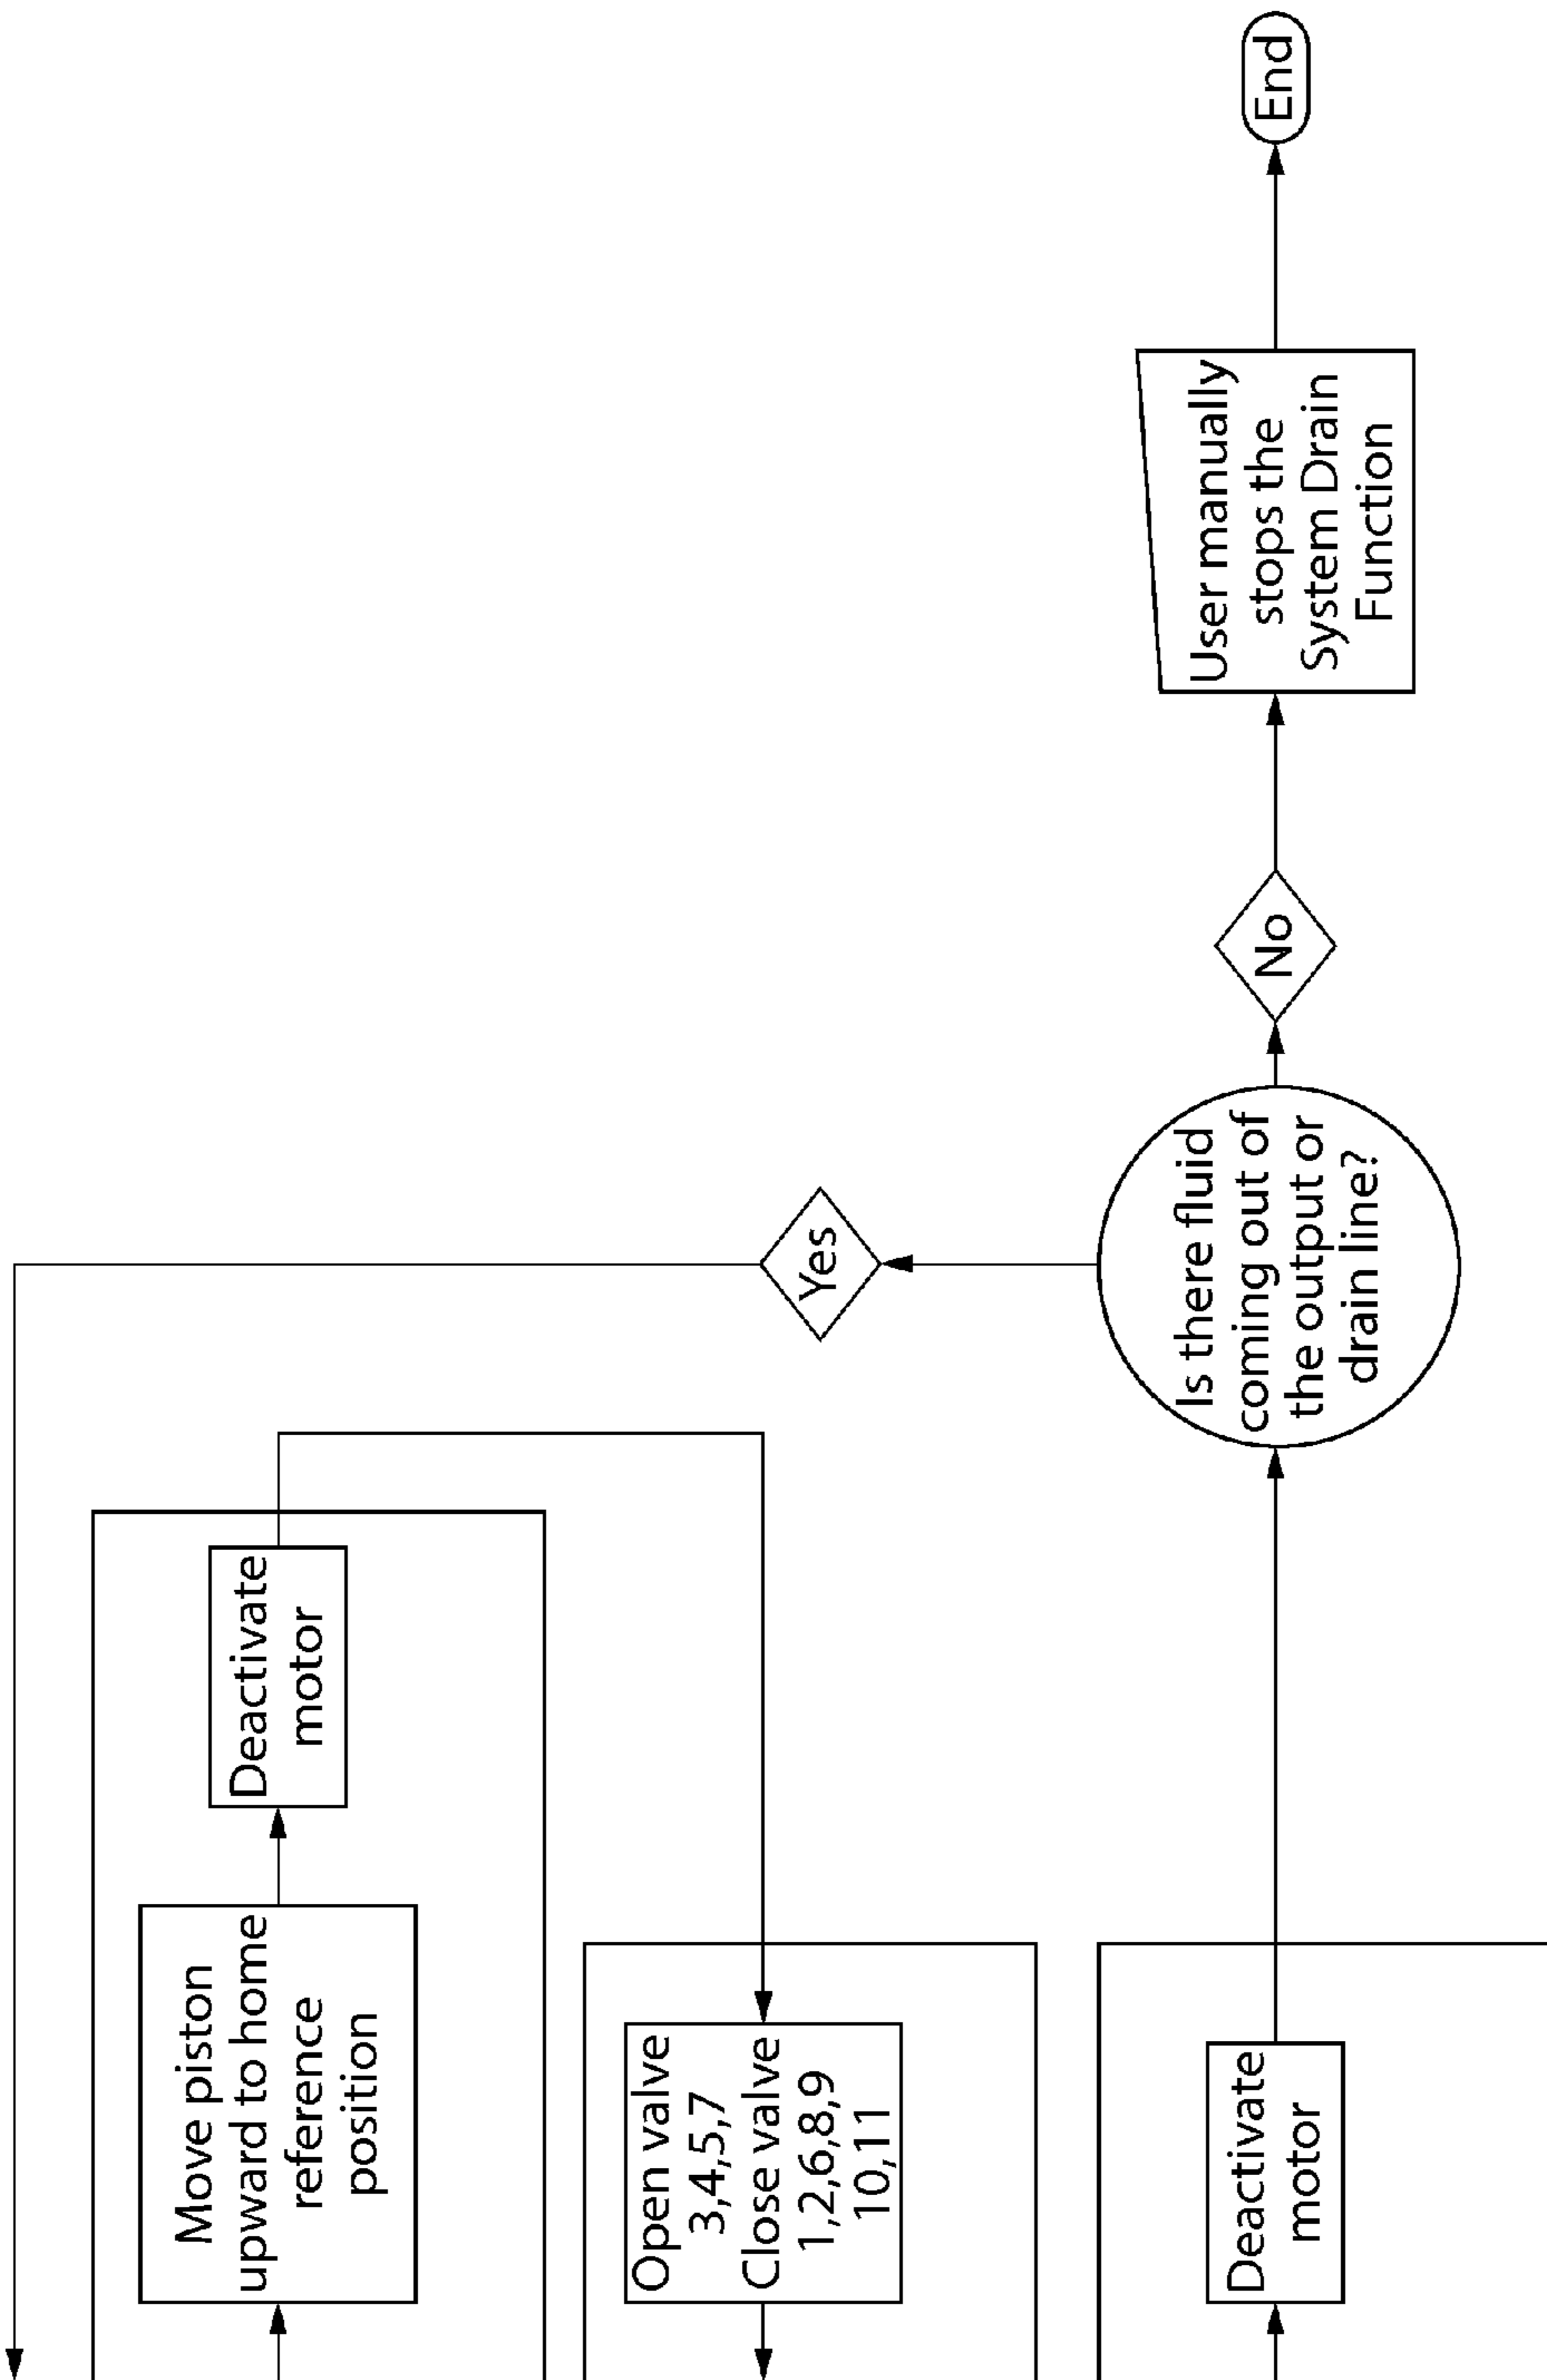 Move piston
upward to home
reference
position
Deactivate
motor
Open valve
3,4,5,7
Close valve
1,2,6,8,9
10,11
Yes
Deactivate
motor
Is there fluid
coming out of
the output or
drain line?
No
User manually
stops the
System Drain
Function
End